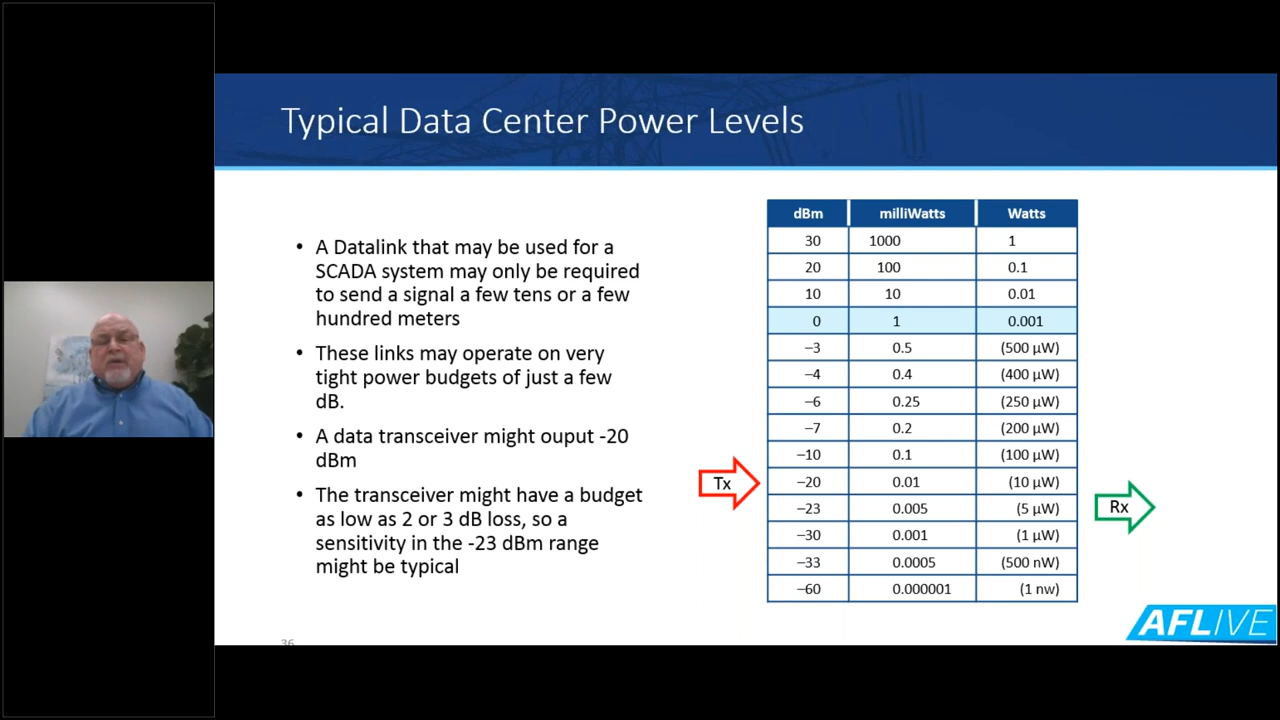 Typical Data Center Power Levels
• A Datalink that may be used for a
SCADA system may only be required
to send a signal a few tens or a few
hundred meters
• These links may operate on very
tight power budgets of just a few
dB.
• A data transceiver might ouput -20
dBm
• The transceiver might have a budget
as low as 2 or 3 dB loss, so a
sensitivity in the -23 dBm range
might be typical
dBm milliWatts Watts
30 1000 1
20 100 0.1
10 10 0.01
0 1 0.001
–3 0.5 (500 µW)
–4 0.4 (400 µW)
–6 0.25 (250 µW)
–7 0.2 (200 µW)
–10 0.1 (100 µW)
–20 0.01 (10 µW)
–23 0.005 (5 µW)
–30 0.001 (1 µW)
–33 0.0005 (500 nW)
–60 0.000001 (1 nw)
Tx
Rx
36
AFLIVE